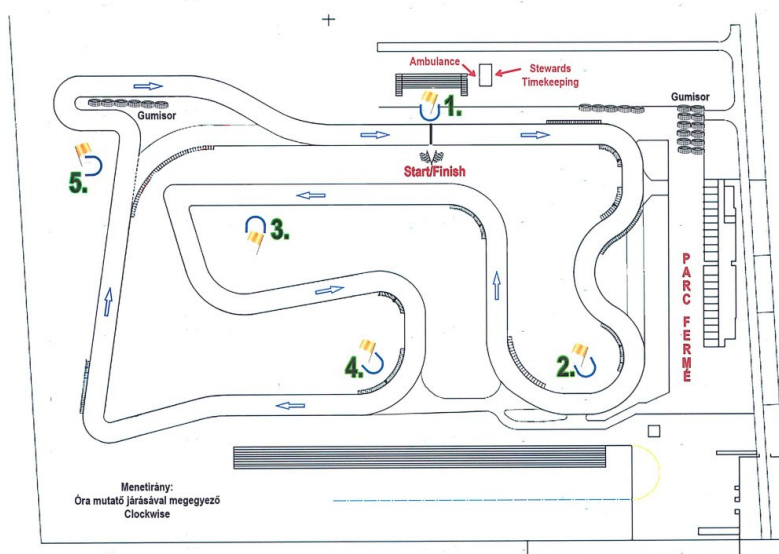 Ambulance
Stewards
Timekeeping
1.
Gumisor
Gumisor
Start/Finish
5.
3.
PARC FERMÉ
4.
2.
Menetirány:
Óra mutató járásával megegyező
Clockwise